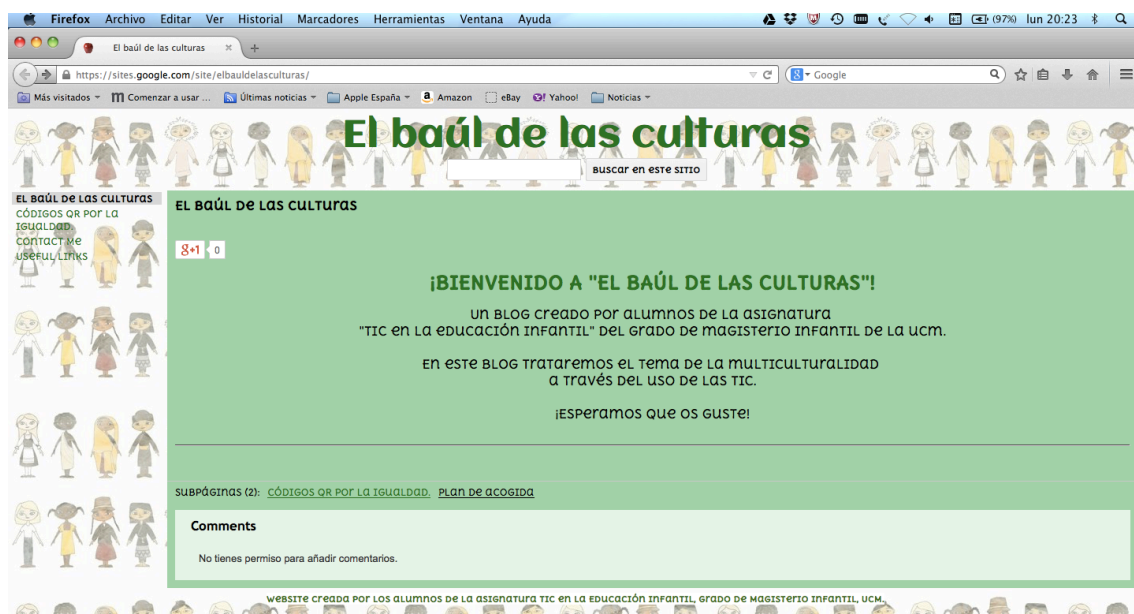 Firefox Archivo Editar Ver Historial Marcadores Herramientas Ventana Ayuda (97%) lun 20:23
El baúl de las culturas
https://sites.google.com/site/elbauldelasculturas/ Google
Más visitados Comenzar a usar ... Últimas noticias Apple España Amazon eBay Yahoo! Noticias
El baúl de las culturas
Buscar en este sitio
EL BAÚL DE LAS CULTURAS
CÓDIGOS QR POR LA
IGUALDAD.
CONTACT ME
USEFUL LINKS
EL BAÚL DE LAS CULTURAS
g+1 0
¡BIENVENIDO A "EL BAÚL DE LAS CULTURAS"!
UN BLOG CREADO POR ALUMNOS DE LA ASIGNATURA
"TIC EN LA EDUCACIÓN INFANTIL" DEL GRADO DE MAGISTERIO INFANTIL DE LA UCM.
EN ESTE BLOG TRATAREMOS EL TEMA DE LA MULTICULTURALIDAD
A TRAVÉS DEL USO DE LAS TIC.
¡ESPERAMOS QUE OS GUSTE!
SUBPÁGINAS (2): CÓDIGOS QR POR LA IGUALDAD. PLAN DE ACOGIDA
Comments
No tienes permiso para añadir comentarios.
WEBSITE CREADA POR LOS ALUMNOS DE LA ASIGNATURA TIC EN LA EDUCACIÓN INFANTIL, GRADO DE MAGISTERIO INFANTIL, UCM.